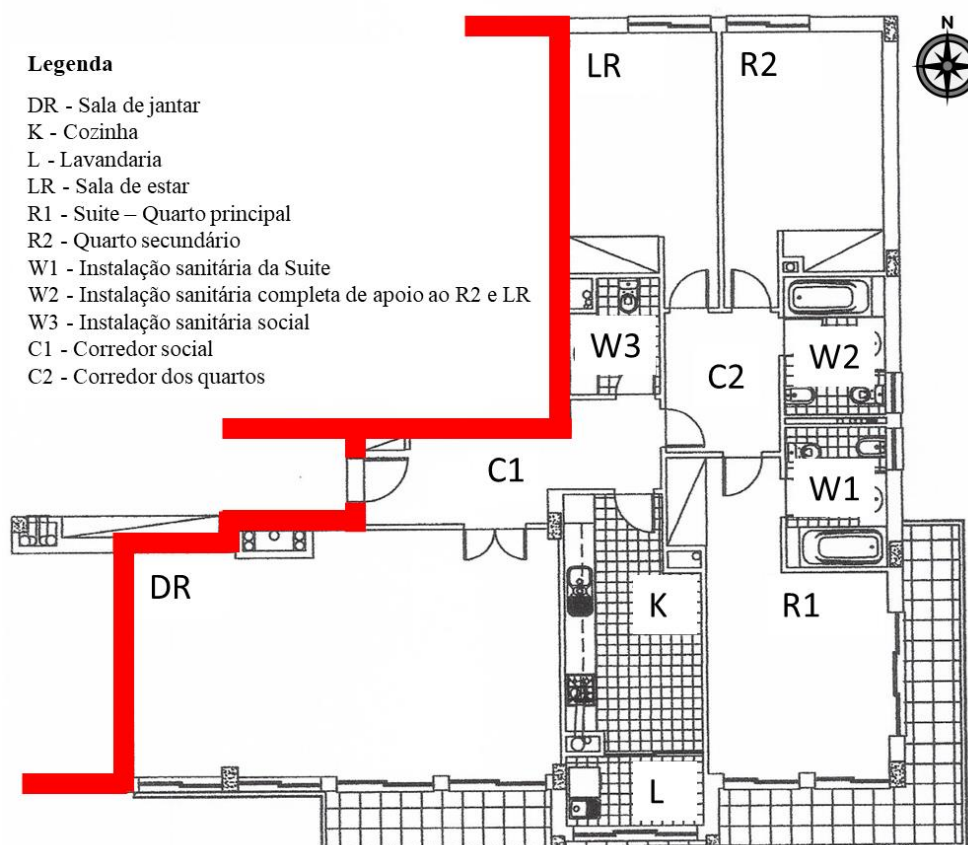 Legenda
DR - Sala de jantar
K - Cozinha
L - Lavandaria
LR - Sala de estar
R1 - Suite – Quarto principal
R2 - Quarto secundário
W1 - Instalação sanitária da Suite
W2 - Instalação sanitária completa de apoio ao R2 e LR
W3 - Instalação sanitária social
C1 - Corredor social
C2 - Corredor dos quartos
N
LR
R2
W3
C2
W2
C1
W1
DR
K
R1
L